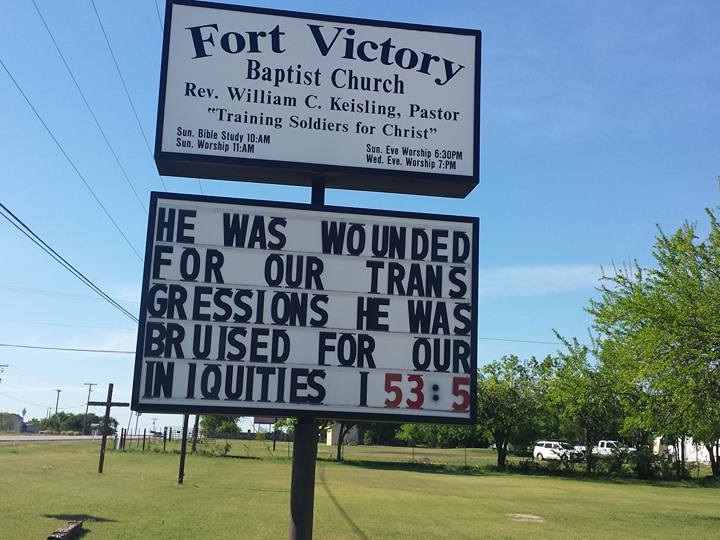 Fort Victory
Baptist Church
Rev. William C. Keisling, Pastor
"Training Soldiers for Christ"
Sun. Bible Study 10:AM
Sun. Worship 11:AM
Sun. Eve Worship 6:30PM
Wed. Eve. Worship 7:PM
HE WAS WOUNDED
FOR OUR TRANS
GRESSIONS HE WAS
BRUISED FOR OUR
INIQUITIES I 53:5